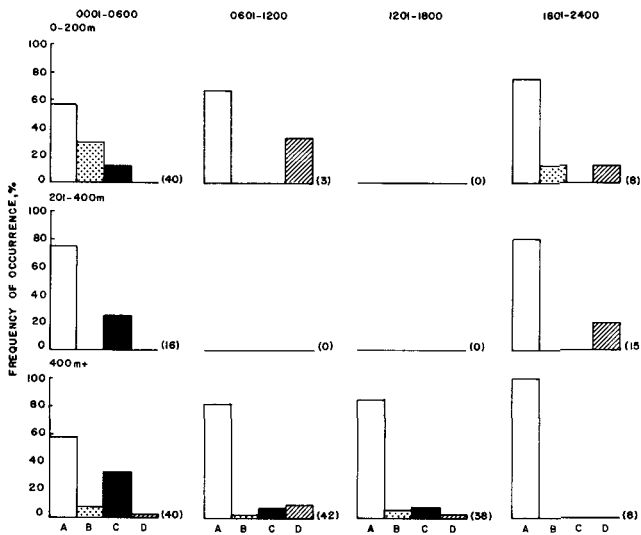 0001-0600 0601-1200 1201-1800 1801-2400
0-200m
100
80
60
40
20
0
(40) (3) (0) (8)
201-400m
100
80
60
40
20
0
(16) (0) (0) (15
400m+
100
80
60
40
20
0
(40) (42) (38) (8)
A B C D A B C D A B C D A B C D
FREQUENCY OF OCCURRENCE, %